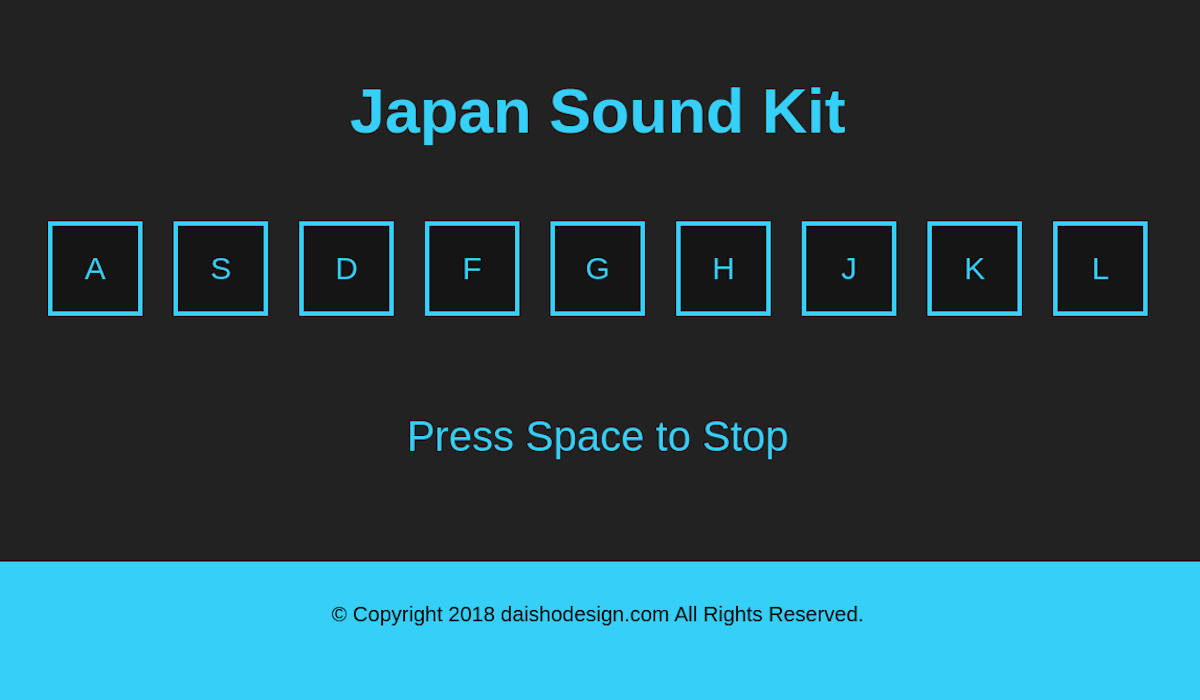 Japan Sound Kit
A S D F G H J K L
Press Space to Stop
© Copyright 2018 daishodesign.com All Rights Reserved.